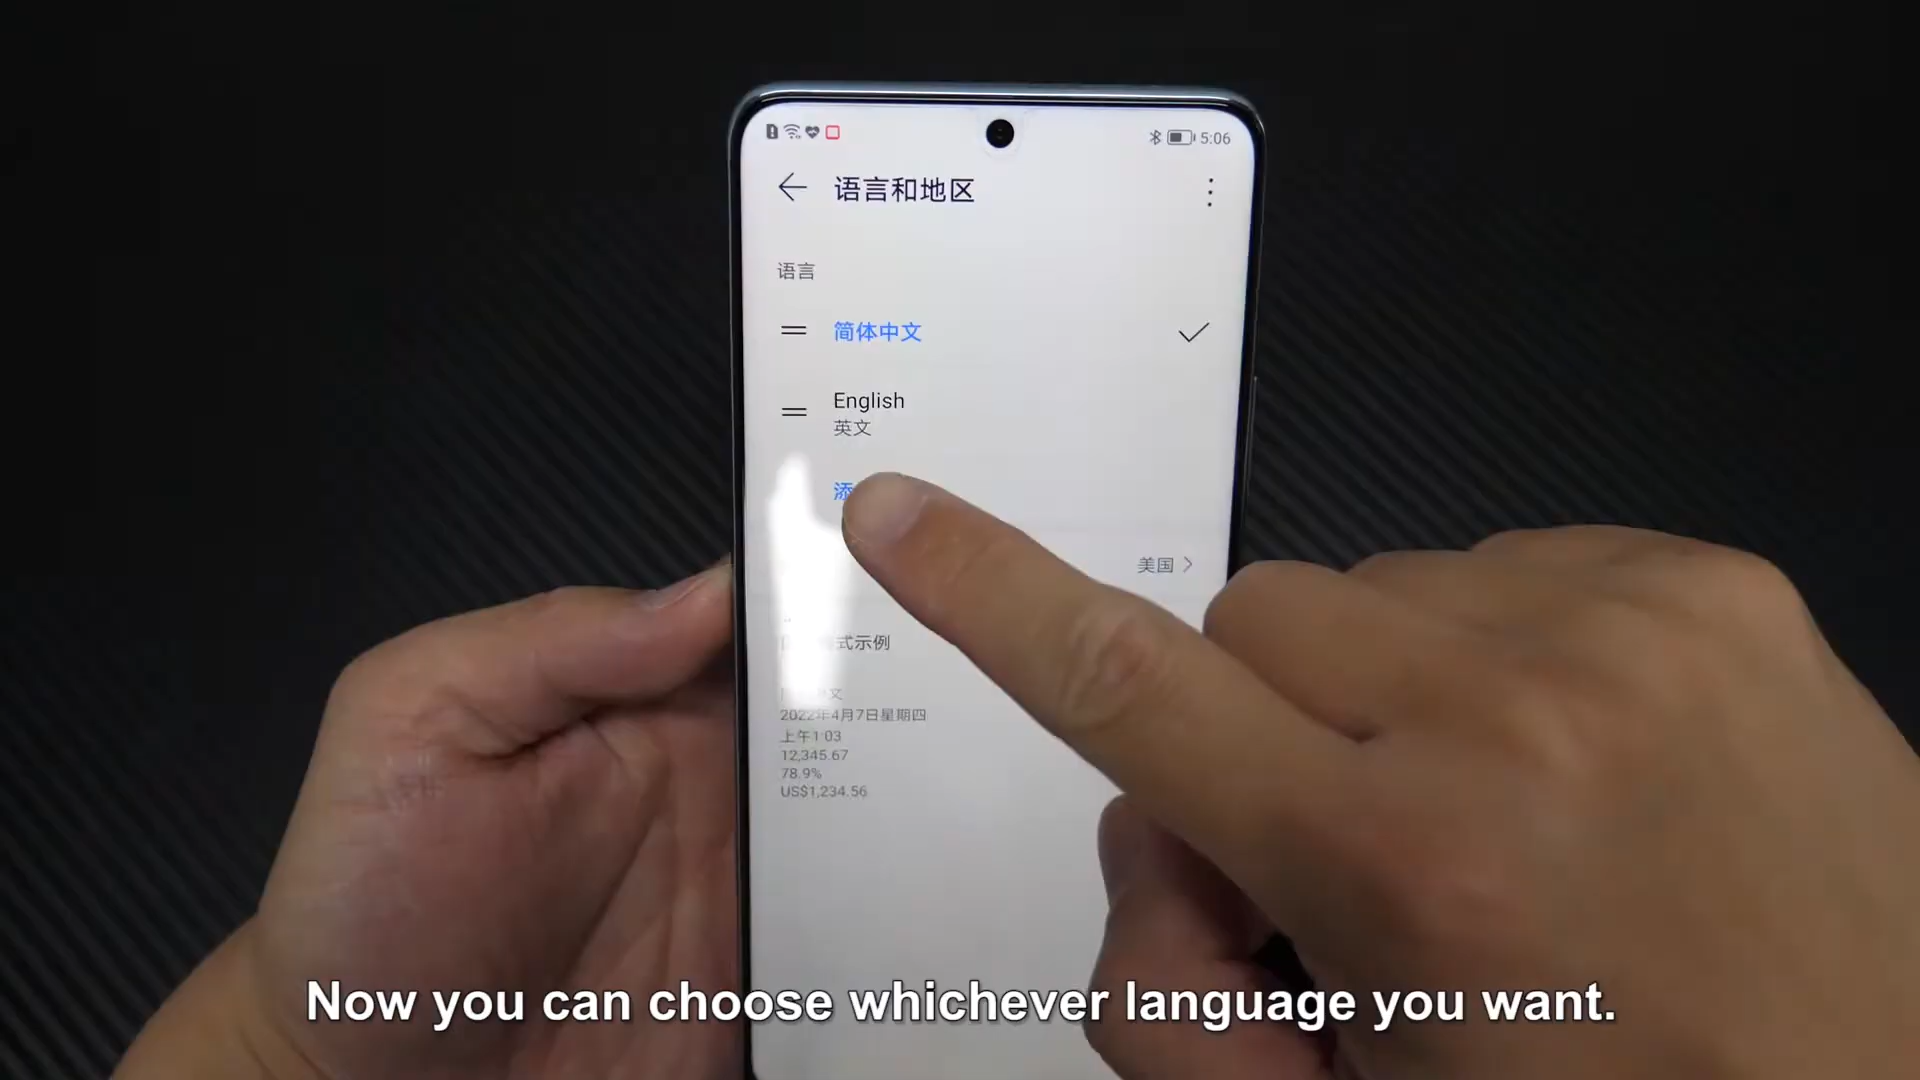 5:06
语言和地区
语言
简体中文
English
英文
添
美国
式示例
文
2022年4月7日星期四
上午1:03
12,345.67
78.9%
US$1,234.56
Now you can choose whichever language you want.